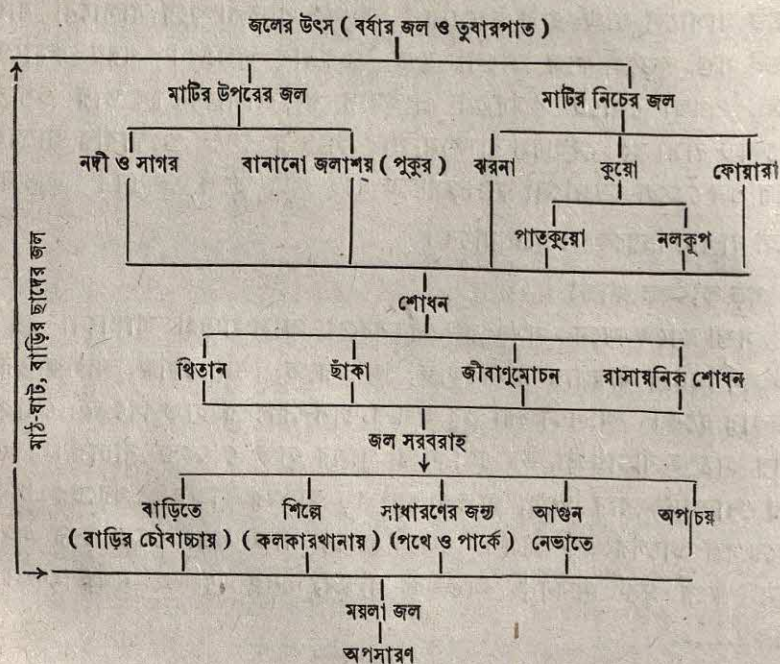 জলের উৎস ( বর্ষার জল ও তুষারপাত )
মাটির উপরের জল মাটির নিচের জল
নদী ও সাগর বানানো জলাশয় ( পুকুর ) ঝরনা কুয়ো ফোয়ারা
পাতকুয়ো নলকূপ
মাঠ-ঘাট, বাড়ির ছাদের জল
শোধন
থিতান ছাঁকা জীবাণুমোচন রাসায়নিক শোধন
জল সরবরাহ
বাড়িতে শিল্পে সাধারণের জন্য আগুন অপচয়
( বাড়ির চৌবাচ্চায় ) ( কলকারখানায় ) ( পথে ও পার্কে ) নেভাতে
ময়লা জল
অপসারণ